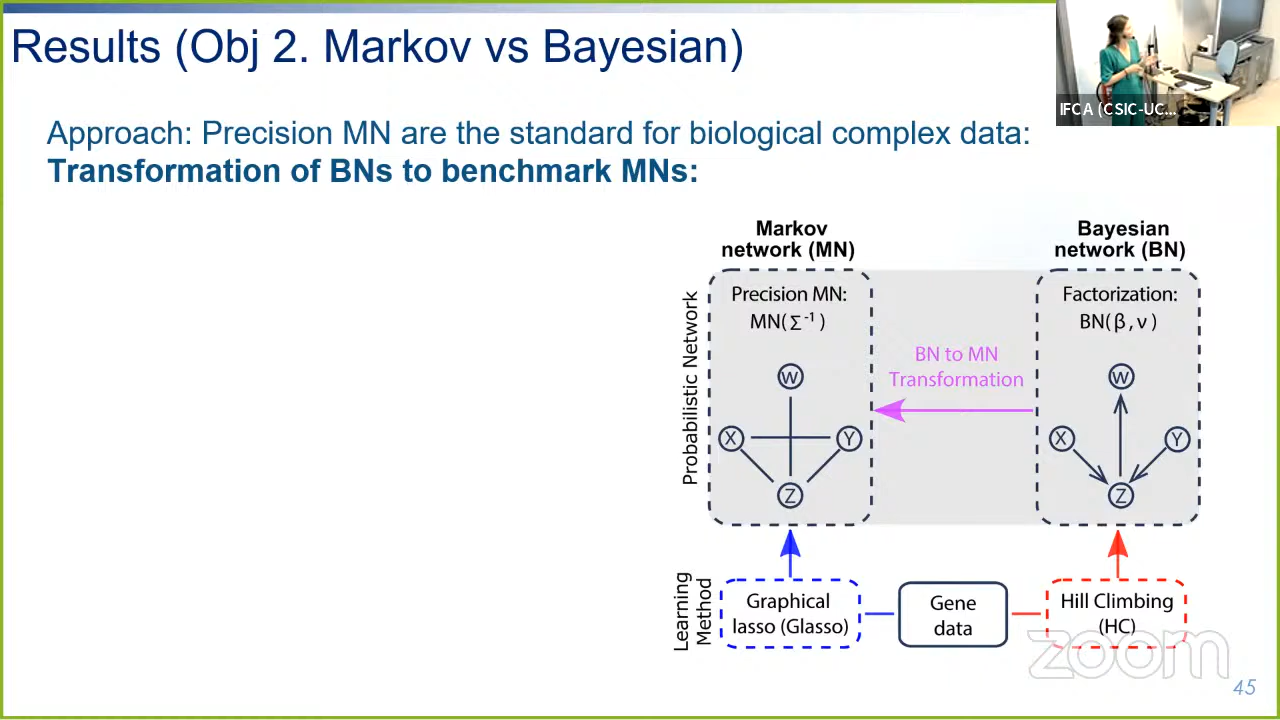 Results (Obj 2. Markov vs Bayesian)
IFCA (CSIC-UC...
Approach: Precision MN are the standard for biological complex data:
Transformation of BNs to benchmark MNs:
Markov
network (MN)
Bayesian
network (BN)
Probabilistic Network
Precision MN:
MN(Σ⁻¹)
W
X
Y
Z
BN to MN
Transformation
Factorization:
BN(β,ν)
W
X
Y
Z
Learning
Method
Graphical
lasso (Glasso)
Gene
data
Hill Climbing
(HC)
zoom
45